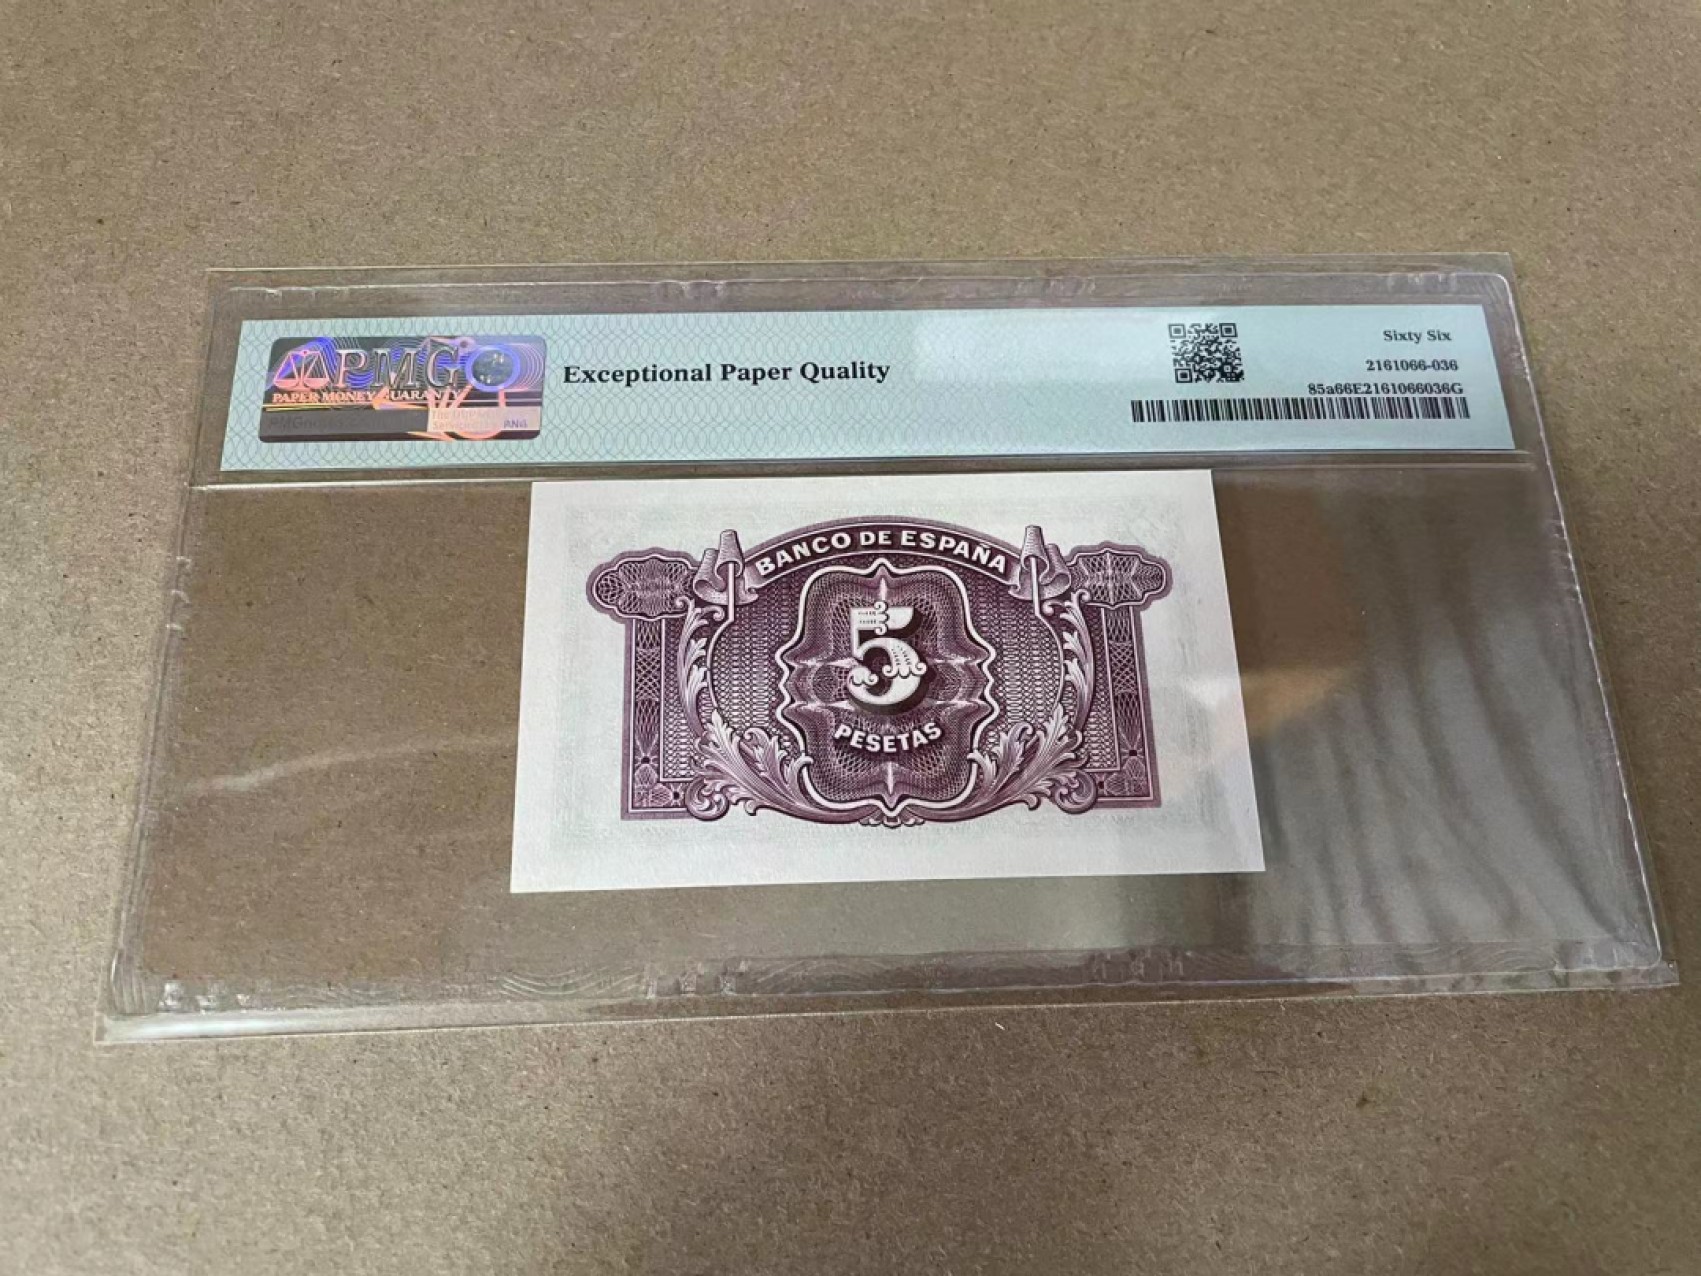 PMG
PAPER MONEY GUARANTY
Exceptional Paper Quality
Sixty Six
2161066-036
85a66E2161066036G
BANCO DE ESPAÑA
5
PESETAS